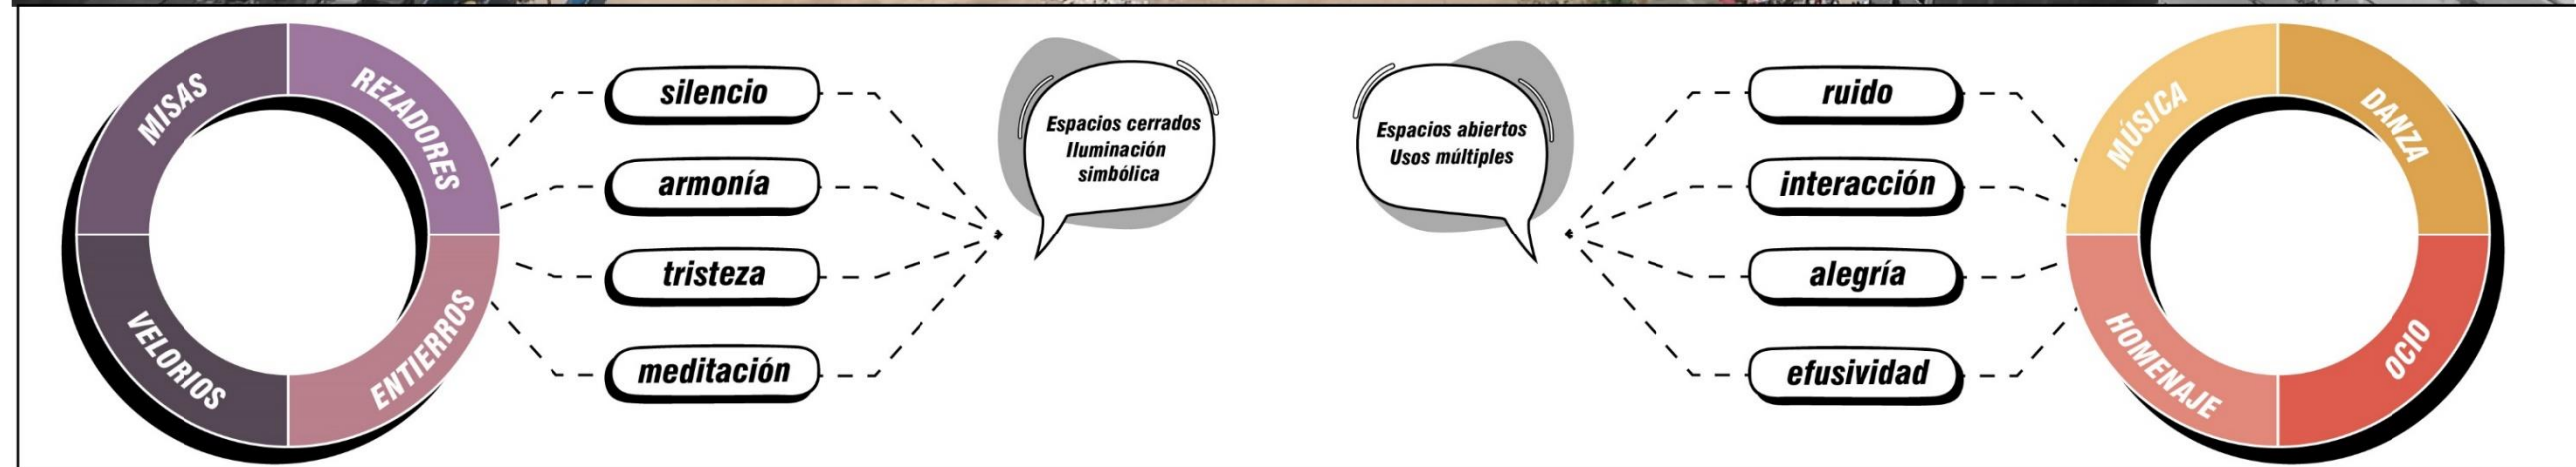 MISAS
REZADORES
VELORIOS
ENTIERROS
silencio
armonía
tristeza
meditación
Espacios cerrados
Iluminación
simbólica
Espacios abiertos
Usos múltiples
ruido
interacción
alegría
efusividad
MÚSICA
DANZA
HOMENAJE
OCIO